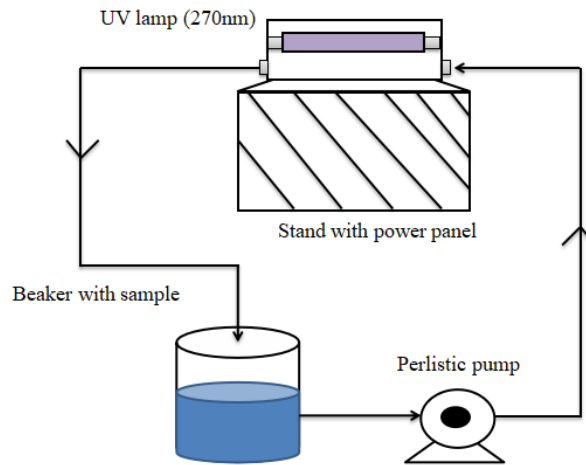 UV lamp (270nm)
Stand with power panel
Beaker with sample
Perlistic pump